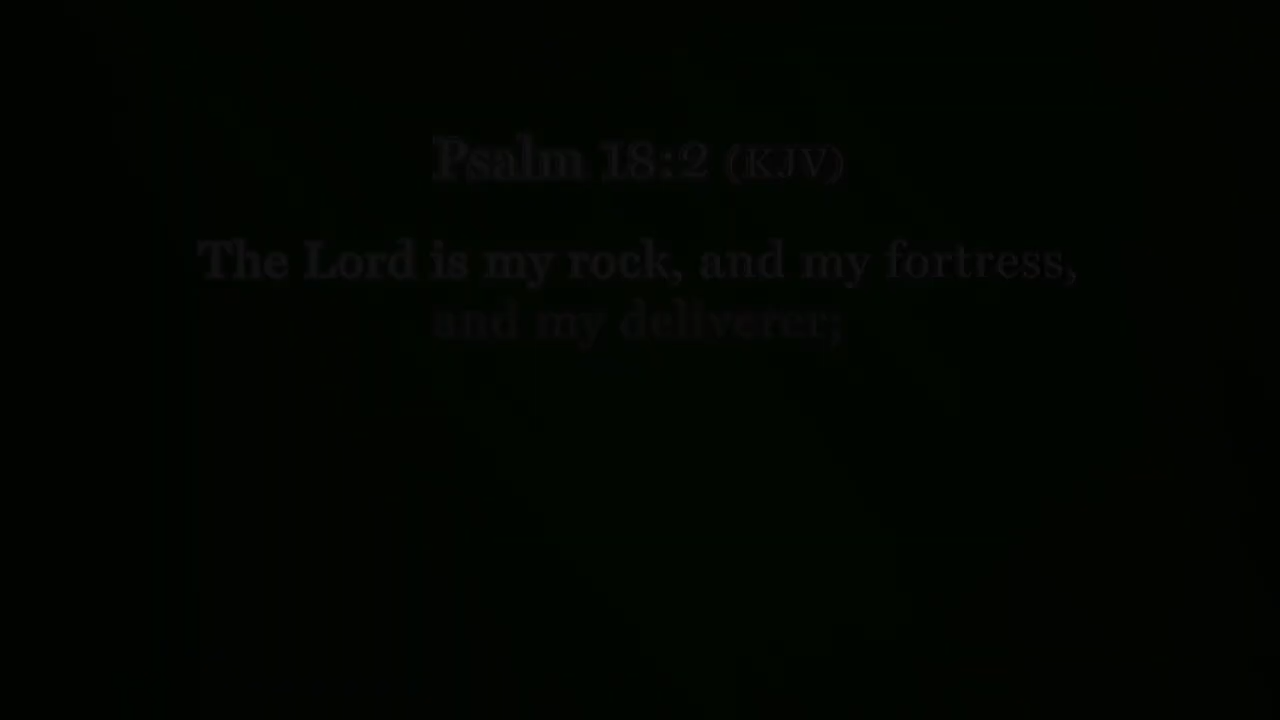 Psalm 18:2 (KJV)
The Lord is my rock, and my fortress,
and my deliverer;